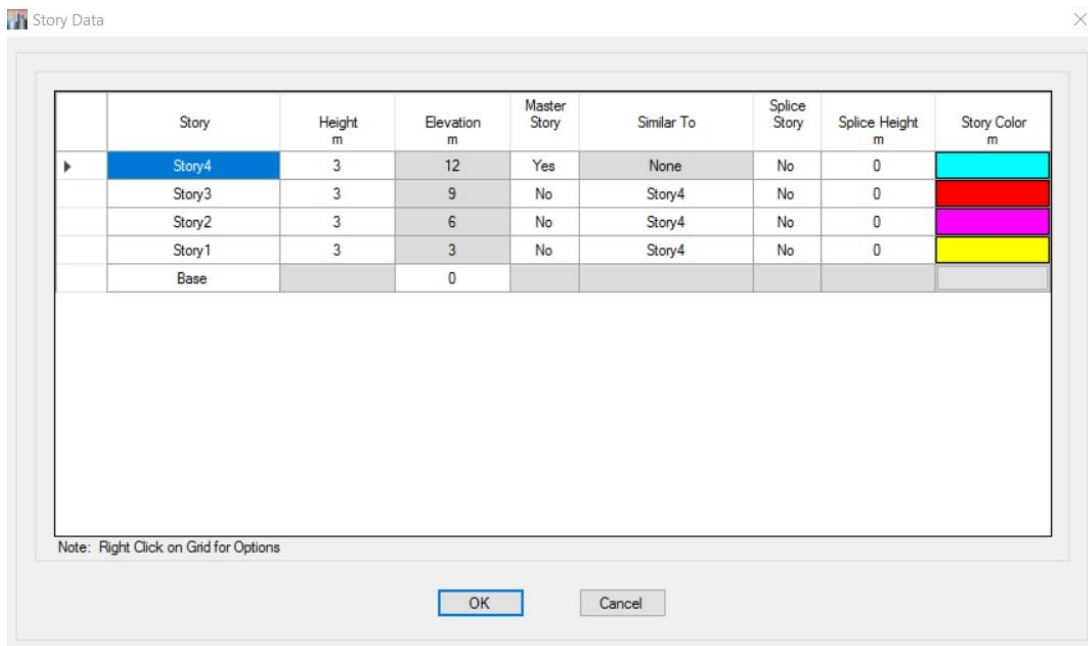 Story Data
Story Height m Elevation m Master Story Similar To Splice Story Splice Height m Story Color m
Story4 3 12 Yes None No 0
Story3 3 9 No Story4 No 0
Story2 3 6 No Story4 No 0
Story1 3 3 No Story4 No 0
Base 0
Note: Right Click on Grid for Options
OK Cancel